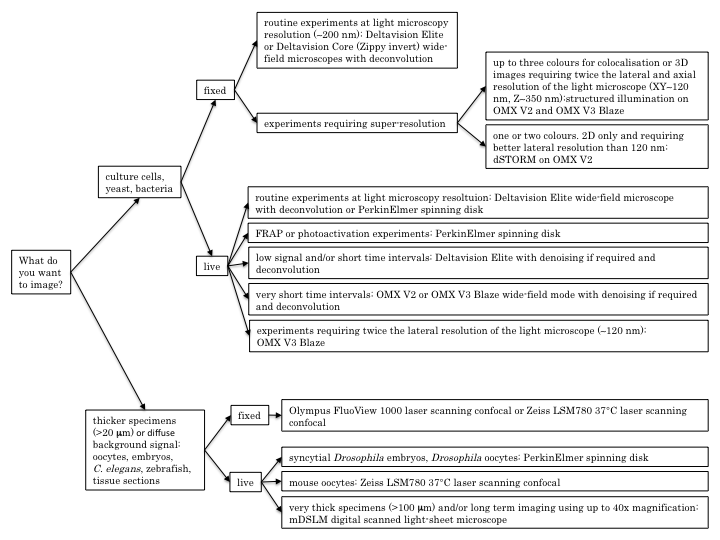 What do
you want
to image?
culture cells,
yeast, bacteria
fixed
routine experiments at light microscopy
resolution (~200 nm): Deltavision Elite
or Deltavision Core (Zippy invert) wide-
field microscopes with deconvolution
experiments requiring super-resolution
up to three colours for colocalisation or 3D
images requiring twice the lateral and axial
resolution of the light microscope (XY~120
nm, Z~350 nm):structured illumination on
OMX V2 and OMX V3 Blaze
one or two colours. 2D only and requiring
better lateral resolution than 120 nm:
dSTORM on OMX V2
live
routine experiments at light microscopy resoltuion: Deltavision Elite wide-field microscope
with deconvolution or PerkinElmer spinning disk
FRAP or photoactivation experiments: PerkinElmer spinning disk
low signal and/or short time intervals: Deltavision Elite with denoising if required and
deconvolution
very short time intervals: OMX V2 or OMX V3 Blaze wide-field mode with denoising if required
and deconvolution
experiments requiring twice the lateral resolution of the light microscope (~120 nm):
OMX V3 Blaze
thicker specimens
(>20 μm) or diffuse
background signal:
oocytes, embryos,
C. elegans, zebrafish,
tissue sections
fixed
Olympus FluoView 1000 laser scanning confocal or Zeiss LSM780 37°C laser scanning
confocal
live
syncytial Drosophila embryos, Drosophila oocytes: PerkinElmer spinning disk
mouse oocytes: Zeiss LSM780 37°C laser scanning confocal
very thick specimens (>100 μm) and/or long term imaging using up to 40x magnification:
mDSLM digital scanned light-sheet microscope